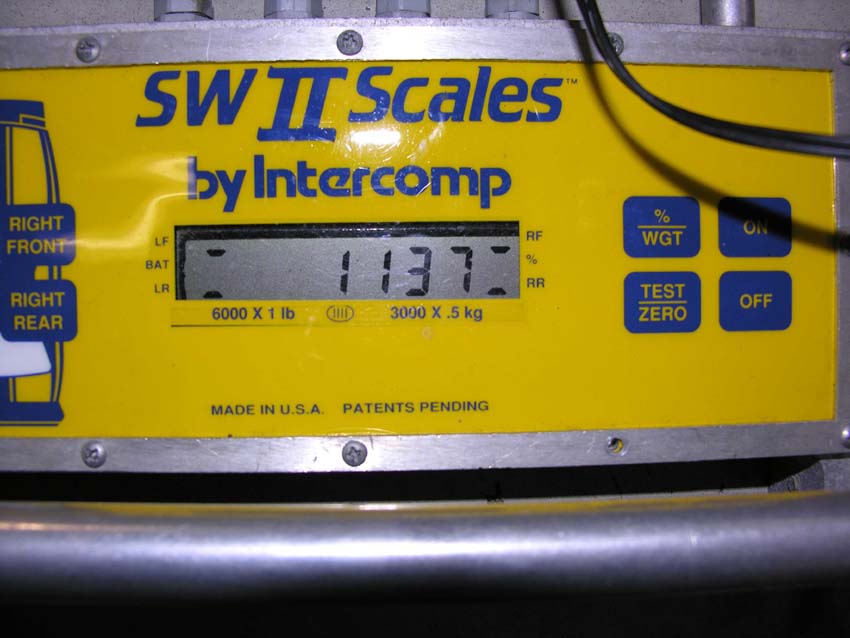 SW II Scales™
by Intercomp
RIGHT
FRONT
RIGHT
REAR
LF
BAT
LR
1137
RF
%
RR
6000 X 1 lb
3000 X .5 kg
%
WGT
ON
TEST
ZERO
OFF
MADE IN U.S.A. PATENTS PENDING